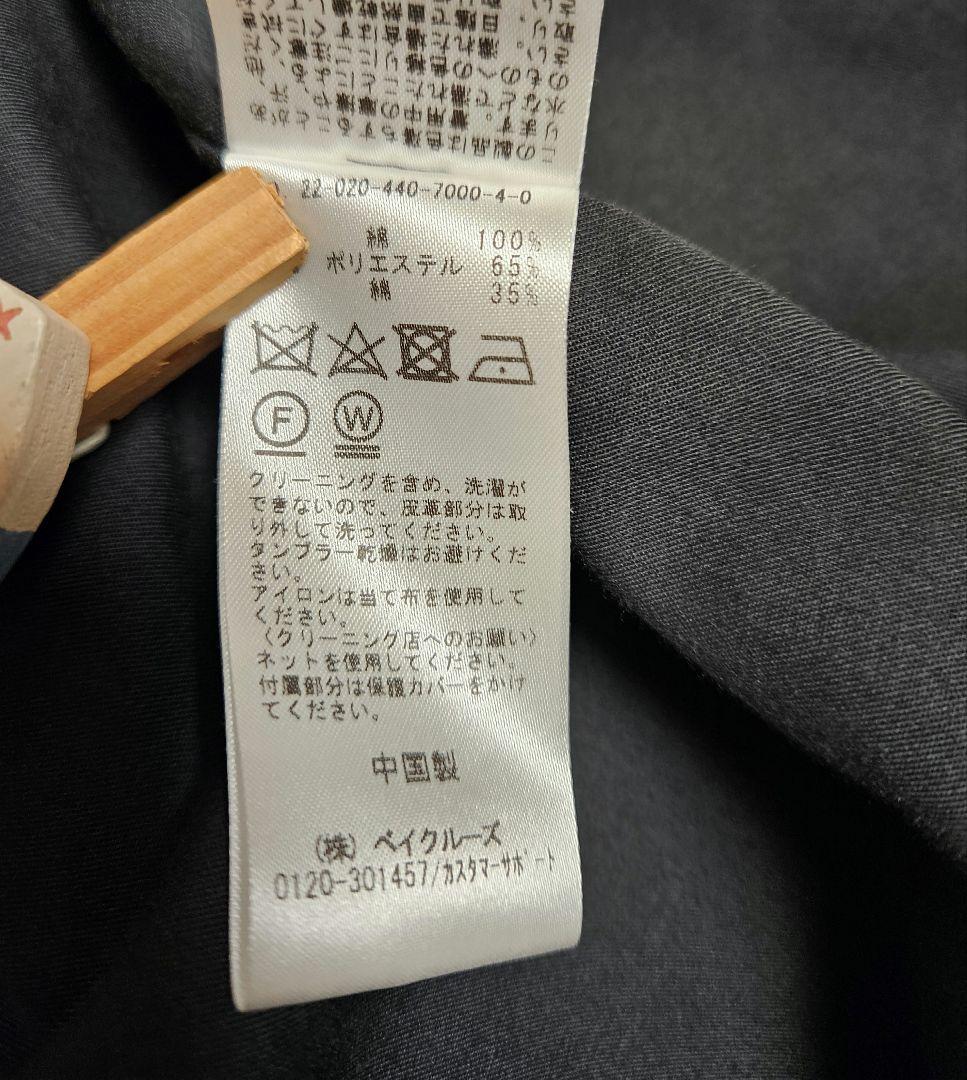 22-020-440-7000-4-0
綿 100%
ポリエステル 65%
綿 35%
F W
クリーニングを含め、洗濯が
できないので、皮革部分は取
り外して洗ってください。
タンブラー乾燥はお避けくだ
さい。
アイロンは当て布を使用して
ください。
〈クリーニング店へのお願い〉
ネットを使用してください。
付属部分は保護カバーをかけ
てください。
中国製
(株) ベイクルーズ
0120-301457/カスタマーサポート